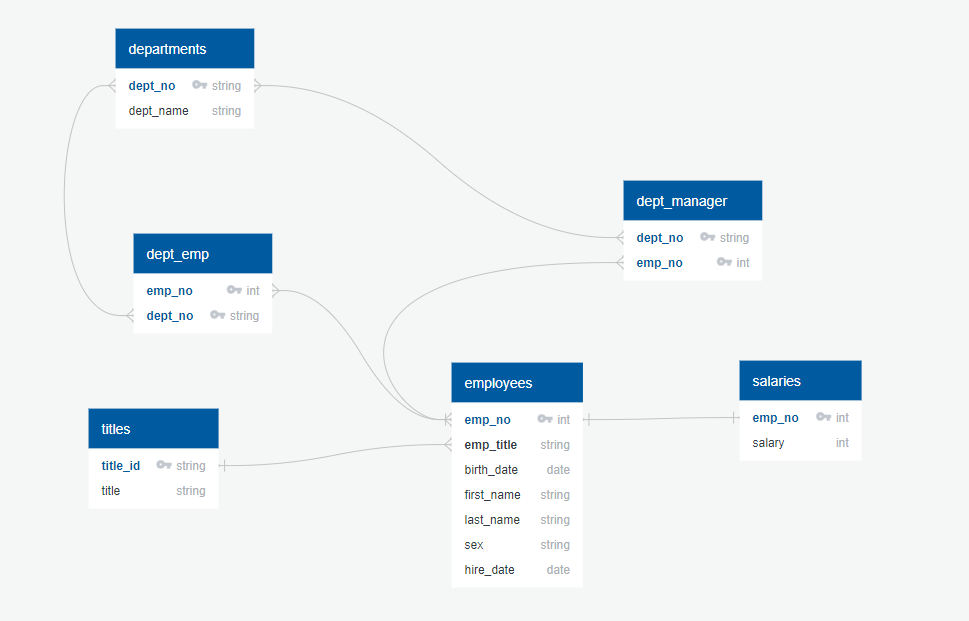 departments
dept_no string
dept_name string
dept_manager
dept_no string
emp_no int
dept_emp
emp_no int
dept_no string
employees
emp_no int
emp_title string
birth_date date
first_name string
last_name string
sex string
hire_date date
salaries
emp_no int
salary int
titles
title_id string
title string